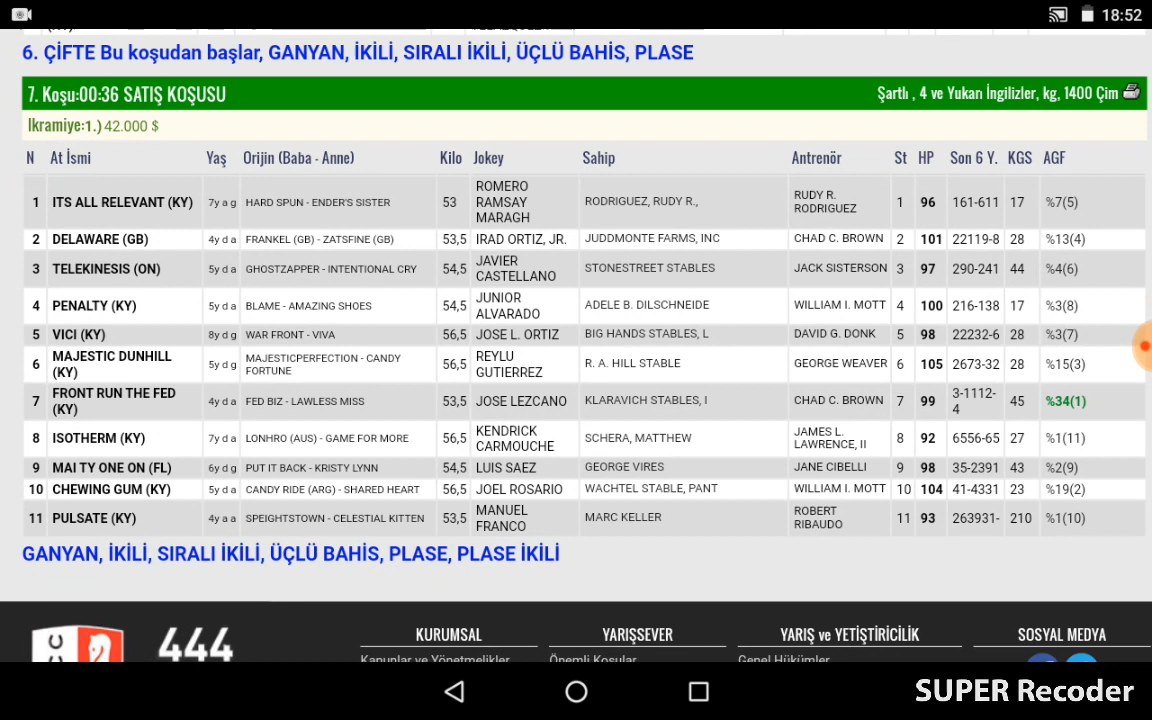 18:52
6. ÇİFTE Bu koşudan başlar, GANYAN, İKİLİ, SIRALI İKİLİ, ÜÇLÜ BAHİS, PLASE
7. Koşu:00:36 SATIŞ KOŞUSU Şartlı , 4 ve Yukarı İngilizler, kg, 1400 Çim
Ikramiye:1.) 42.000 $
N At İsmi Yaş Orijin (Baba - Anne) Kilo Jokey Sahip Antrenör St HP Son 6 Y. KGS AGF
1 ITS ALL RELEVANT (KY) 7y a g HARD SPUN - ENDER'S SISTER 53 ROMERO RAMSAY MARAGH RODRIGUEZ, RUDY R., RUDY R. RODRIGUEZ 1 96 161-611 17 %7(5)
2 DELAWARE (GB) 4y d a FRANKEL (GB) - ZATSFINE (GB) 53,5 IRAD ORTIZ, JR. JUDDMONTE FARMS, INC CHAD C. BROWN 2 101 22119-8 28 %13(4)
3 TELEKINESIS (ON) 5y d a GHOSTZAPPER - INTENTIONAL CRY 54,5 JAVIER CASTELLANO STONESTREET STABLES JACK SISTERSON 3 97 290-241 44 %4(6)
4 PENALTY (KY) 5y d a BLAME - AMAZING SHOES 54,5 JUNIOR ALVARADO ADELE B. DILSCHNEIDE WILLIAM I. MOTT 4 100 216-138 17 %3(8)
5 VICI (KY) 8y d g WAR FRONT - VIVA 56,5 JOSE L. ORTIZ BIG HANDS STABLES, L DAVID G. DONK 5 98 22232-6 28 %3(7)
6 MAJESTIC DUNHILL (KY) 5y d g MAJESTICPERFECTION - CANDY FORTUNE 56,5 REYLU GUTIERREZ R. A. HILL STABLE GEORGE WEAVER 6 105 2673-32 28 %15(3)
7 FRONT RUN THE FED (KY) 4y d a FED BIZ - LAWLESS MISS 53,5 JOSE LEZCANO KLARAVICH STABLES, I CHAD C. BROWN 7 99 3-1112-4 45 %34(1)
8 ISOTHERM (KY) 7y d a LONHRO (AUS) - GAME FOR MORE 56,5 KENDRICK CARMOUCHE SCHERA, MATTHEW JAMES L. LAWRENCE, II 8 92 6556-65 27 %1(11)
9 MAI TY ONE ON (FL) 6y d g PUT IT BACK - KRISTY LYNN 54,5 LUIS SAEZ GEORGE VIRES JANE CIBELLI 9 98 35-2391 43 %2(9)
10 CHEWING GUM (KY) 5y d a CANDY RIDE (ARG) - SHARED HEART 56,5 JOEL ROSARIO WACHTEL STABLE, PANT WILLIAM I. MOTT 10 104 41-4331 23 %19(2)
11 PULSATE (KY) 4y a a SPEIGHTSTOWN - CELESTIAL KITTEN 53,5 MANUEL FRANCO MARC KELLER ROBERT RIBAUDO 11 93 263931- 210 %1(10)
GANYAN, İKİLİ, SIRALI İKİLİ, ÜÇLÜ BAHİS, PLASE, PLASE İKİLİ
444 KURUMSAL YARIŞSEVER YARIŞ ve YETİŞTİRİCİLİK SOSYAL MEDYA
Kanunlar ve Yönetmelikler Önemli Koşular Genel Hükümler
SUPER Recoder